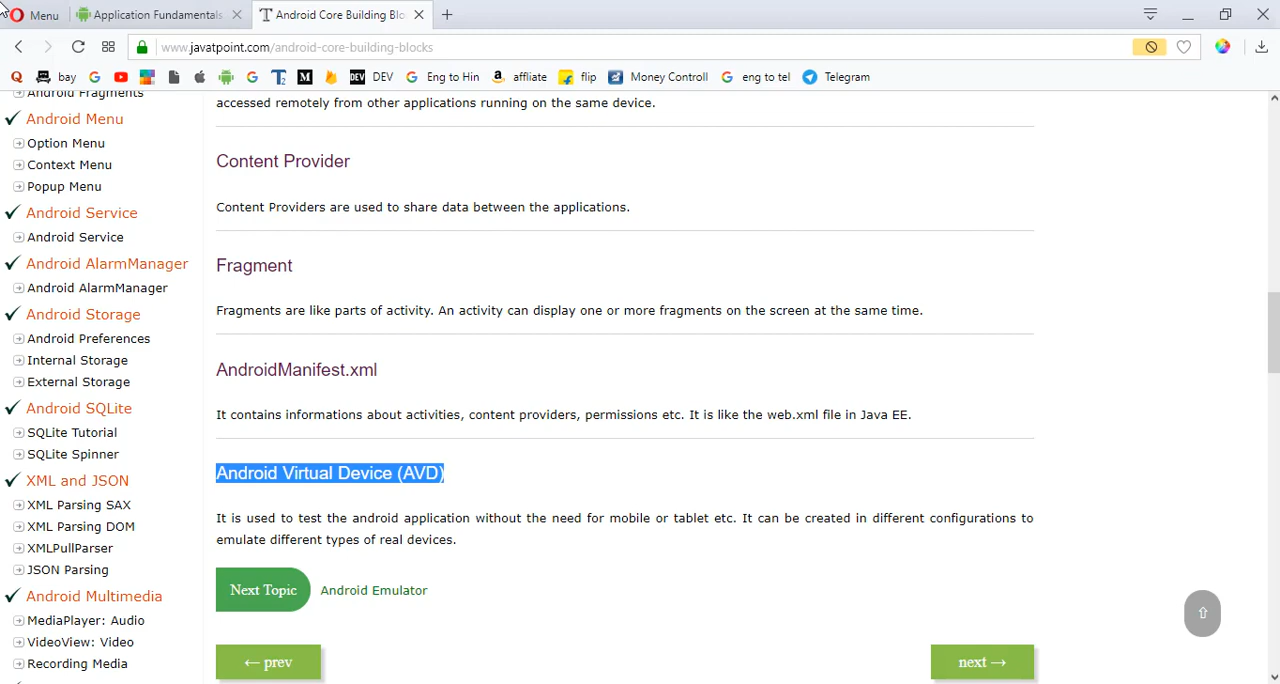 Menu
Application Fundamentals
Android Core Building Blo
www.javatpoint.com/android-core-building-blocks
bay
DEV DEV
Eng to Hin
affliate
flip
Money Controll
eng to tel
Telegram
Android Fragments
Android Menu
Option Menu
Context Menu
Popup Menu
Android Service
Android Service
Android AlarmManager
Android AlarmManager
Android Storage
Android Preferences
Internal Storage
External Storage
Android SQLite
SQLite Tutorial
SQLite Spinner
XML and JSON
XML Parsing SAX
XML Parsing DOM
XMLPullParser
JSON Parsing
Android Multimedia
MediaPlayer: Audio
VideoView: Video
Recording Media
accessed remotely from other applications running on the same device.
Content Provider
Content Providers are used to share data between the applications.
Fragment
Fragments are like parts of activity. An activity can display one or more fragments on the screen at the same time.
AndroidManifest.xml
It contains informations about activities, content providers, permissions etc. It is like the web.xml file in Java EE.
Android Virtual Device (AVD)
It is used to test the android application without the need for mobile or tablet etc. It can be created in different configurations to
emulate different types of real devices.
Next Topic Android Emulator
← prev
next →